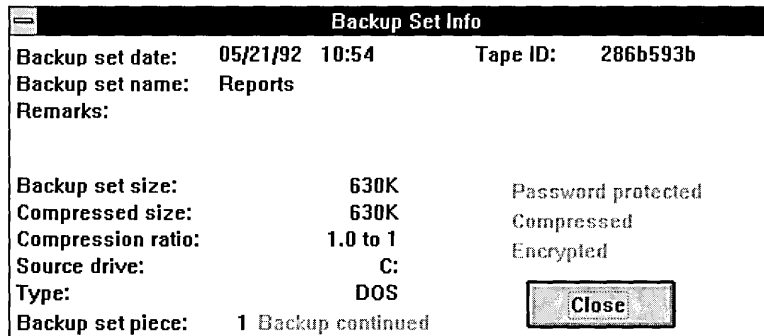 Backup Set Info
Backup set date: 05/21/92 10:54 Tape ID: 286b593b
Backup set name: Reports
Remarks:
Backup set size: 630K
Password protected
Compressed size: 630K
Compressed
Compression ratio: 1.0 to 1
Encrypted
Source drive: C:
Type: DOS
Close
Backup set piece: 1 Backup continued